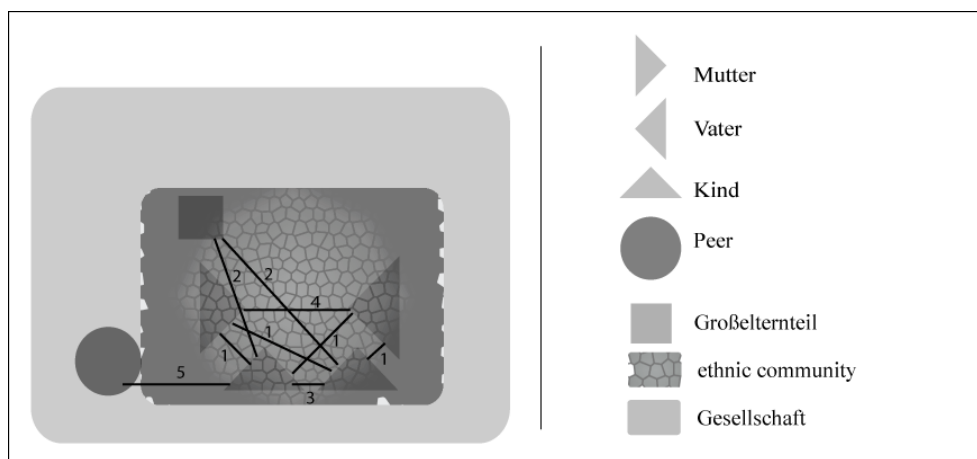 2
2
4
1
1
1
1
5
3
Mutter
Vater
Kind
Peer
Großelternteil
ethnic community
Gesellschaft